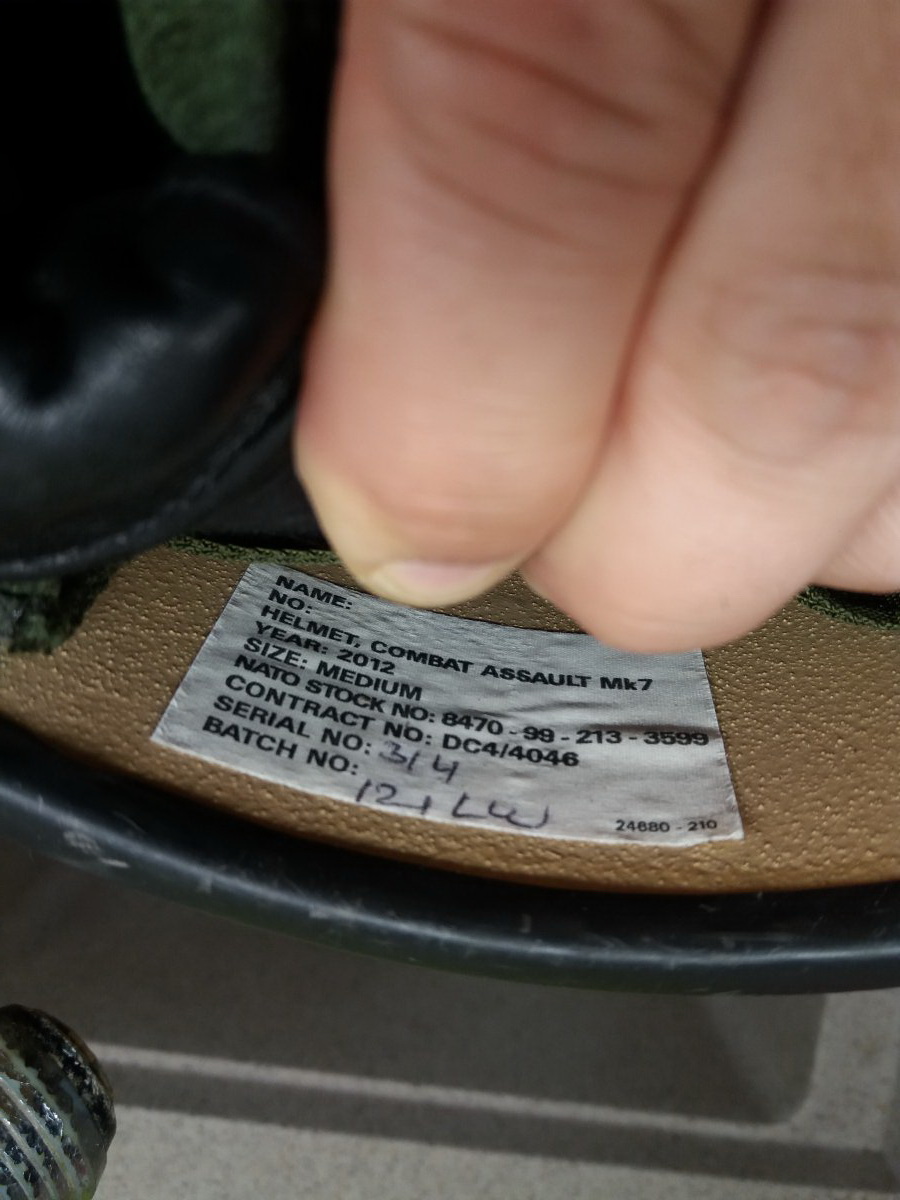 NAME:
NO:
HELMET, COMBAT ASSAULT Mk7
YEAR: 2012
SIZE: MEDIUM
NATO STOCK NO: 8470-99-213-3599
CONTRACT NO: DC4/4046
SERIAL NO: 314
BATCH NO:
24680-210